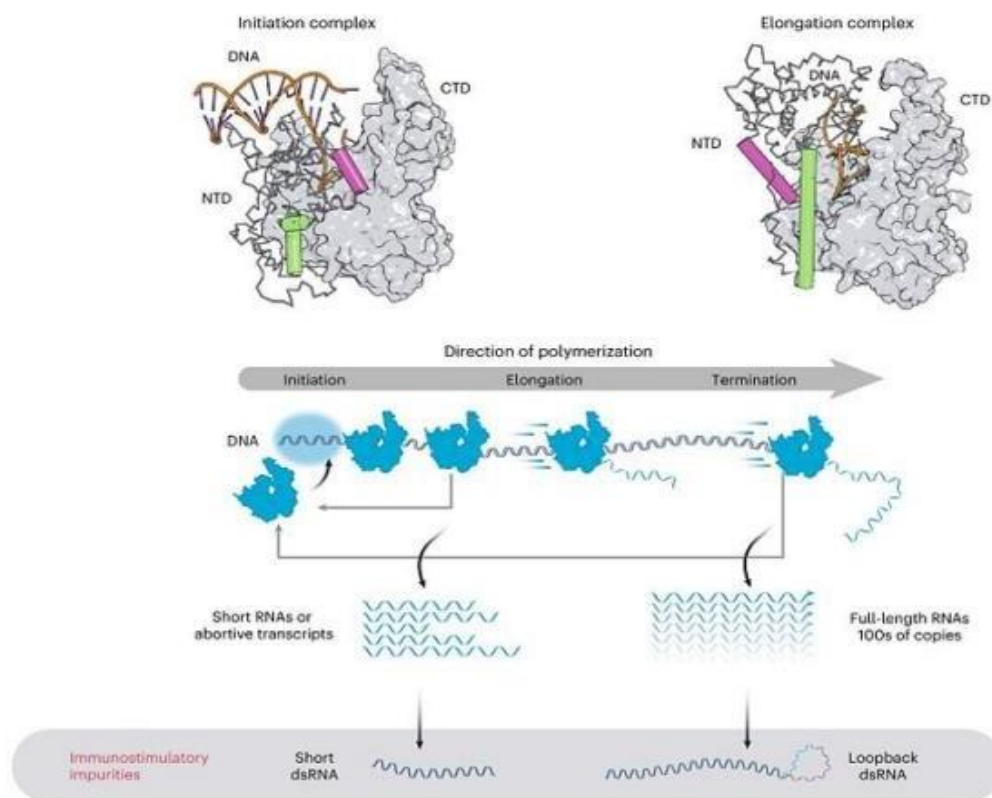 Initiation complex
Elongation complex
DNA
CTD
NTD
DNA
CTD
NTD
Direction of polymerization
Initiation
Elongation
Termination
DNA
Short RNAs or
abortive transcripts
Full-length RNAs
100s of copies
Immunostimulatory
impurities
Short
dsRNA
Loopback
dsRNA